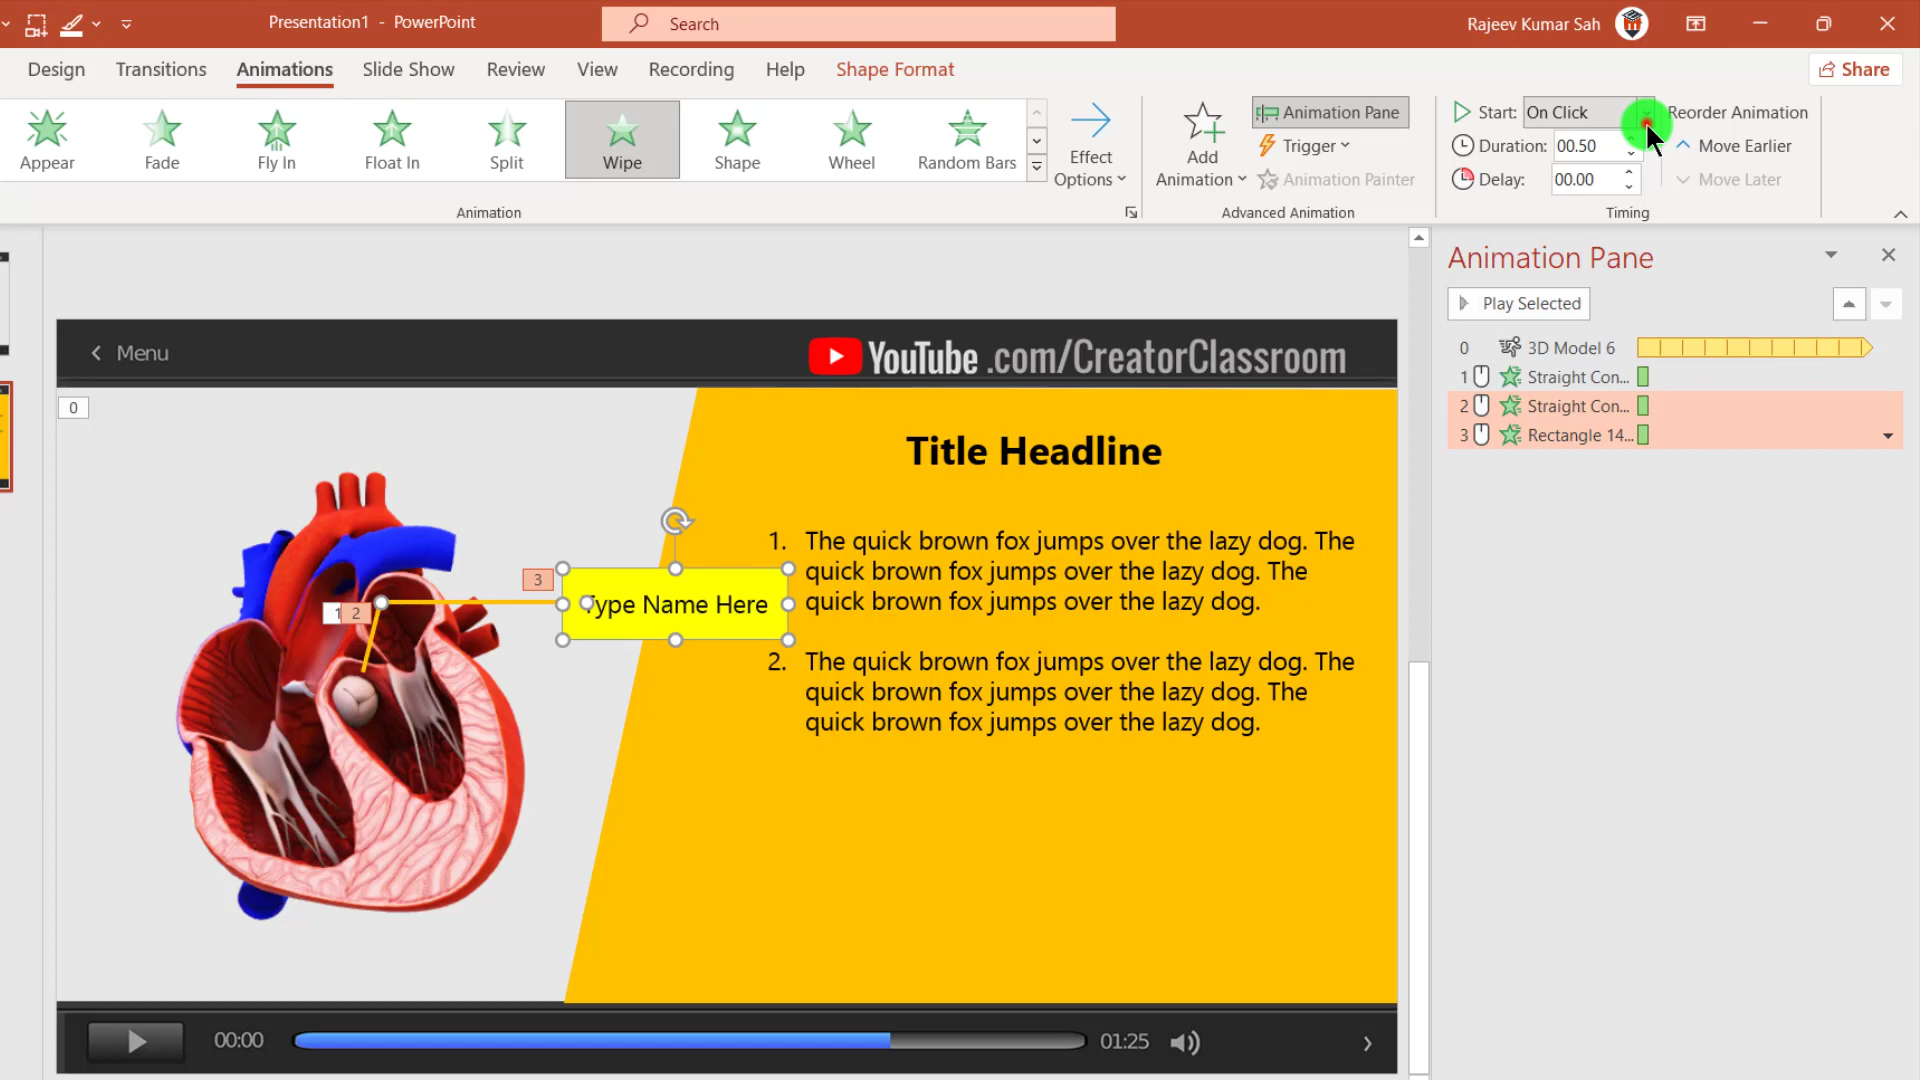 Presentation1 - PowerPoint
Search
Rajeev Kumar Sah
Design
Transitions
Animations
Slide Show
Review
View
Recording
Help
Shape Format
Share
Appear
Fade
Fly In
Float In
Split
Wipe
Shape
Wheel
Random Bars
Effect
Options
Add
Animation
Animation Pane
Trigger
Animation Painter
Start: On Click
Duration: 00.50
Delay: 00.00
Reorder Animation
Move Earlier
Move Later
Animation
Advanced Animation
Timing
Animation Pane
Play Selected
0 3D Model 6
1 Straight Con...
2 Straight Con...
3 Rectangle 14...
Menu
YouTube .com/CreatorClassroom
0
Title Headline
1. The quick brown fox jumps over the lazy dog. The
quick brown fox jumps over the lazy dog. The
quick brown fox jumps over the lazy dog.
3
Type Name Here
1 2
2. The quick brown fox jumps over the lazy dog. The
quick brown fox jumps over the lazy dog. The
quick brown fox jumps over the lazy dog.
00:00
01:25